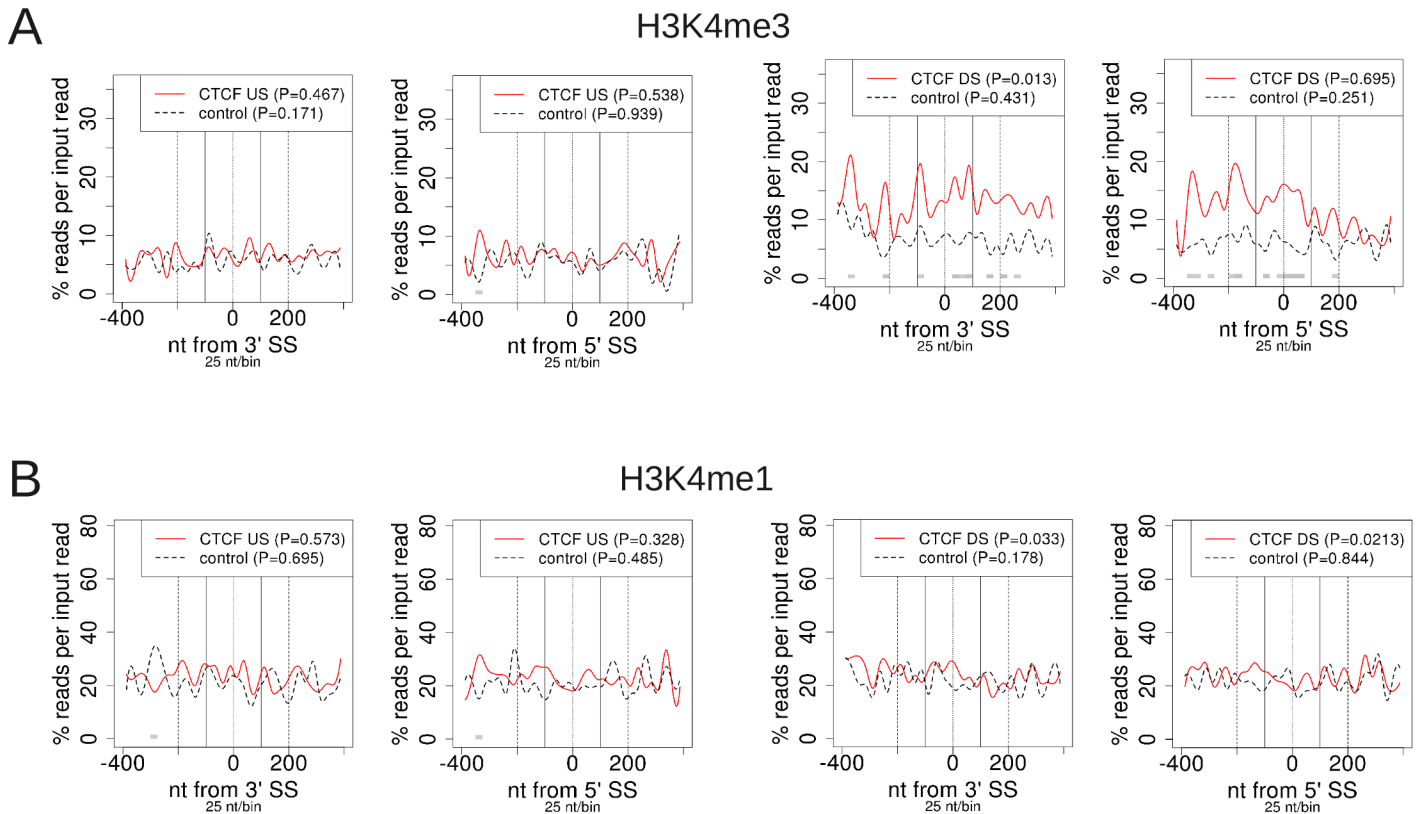 A
H3K4me3
% reads per input read
0 10 20 30
CTCF US (P=0.467)
control (P=0.171)
-400 0 200
nt from 3' SS
25 nt/bin
% reads per input read
0 10 20 30
CTCF US (P=0.538)
control (P=0.939)
-400 0 200
nt from 5' SS
25 nt/bin
% reads per input read
0 10 20 30
CTCF DS (P=0.013)
control (P=0.431)
-400 0 200
nt from 3' SS
25 nt/bin
% reads per input read
0 10 20 30
CTCF DS (P=0.695)
control (P=0.251)
-400 0 200
nt from 5' SS
25 nt/bin
B
H3K4me1
% reads per input read
0 20 40 60 80
CTCF US (P=0.573)
control (P=0.695)
-400 0 200
nt from 3' SS
25 nt/bin
% reads per input read
0 20 40 60 80
CTCF US (P=0.328)
control (P=0.485)
-400 0 200
nt from 5' SS
25 nt/bin
% reads per input read
0 20 40 60 80
CTCF DS (P=0.033)
control (P=0.178)
-400 0 200
nt from 3' SS
25 nt/bin
% reads per input read
0 20 40 60 80
CTCF DS (P=0.0213)
control (P=0.844)
-400 0 200
nt from 5' SS
25 nt/bin